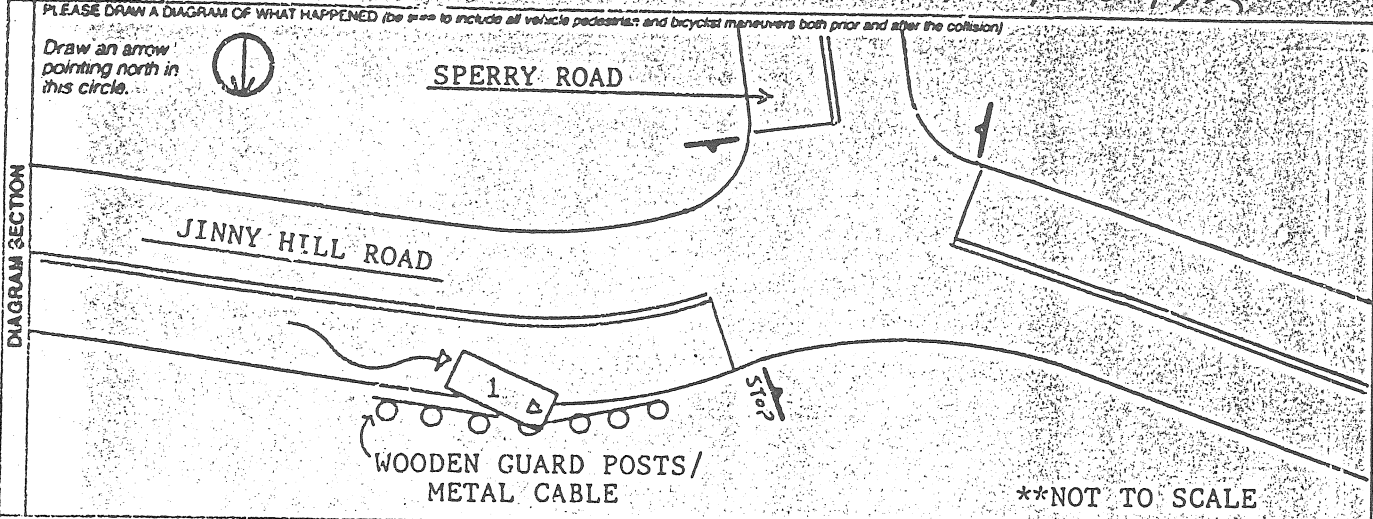 PLEASE DRAW A DIAGRAM OF WHAT HAPPENED (be sure to include all vehicle pedestrian and bicyclist maneuvers both prior and after the collision)
Draw an arrow
pointing north in
this circle.
SPERRY ROAD
DIAGRAM SECTION
JINNY HILL ROAD
1
STOP
WOODEN GUARD POSTS/
METAL CABLE
**NOT TO SCALE